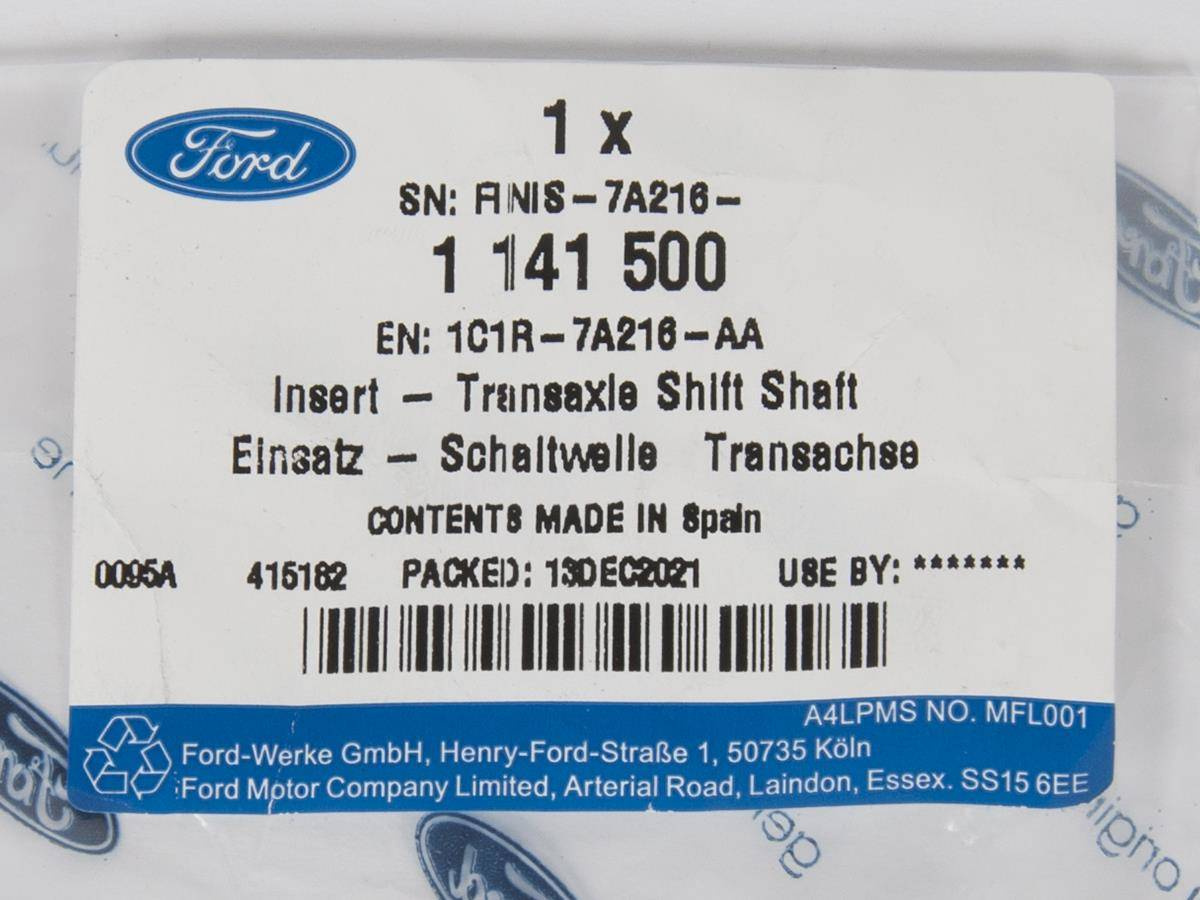 Ford
1 x
SN: FINIS-7A216-
1 141 500
EN: 1C1R-7A216-AA
Insert - Transaxle Shift Shaft
Einsatz - Schaltwelle Transachse
CONTENTS MADE IN Spain
0095A 415182 PACKED: 13DEC2021 USE BY: *******
A4LPMS NO. MFL001
Ford-Werke GmbH, Henry-Ford-Straße 1, 50735 Köln
Ford Motor Company Limited, Arterial Road, Laindon, Essex. SS15 6EE